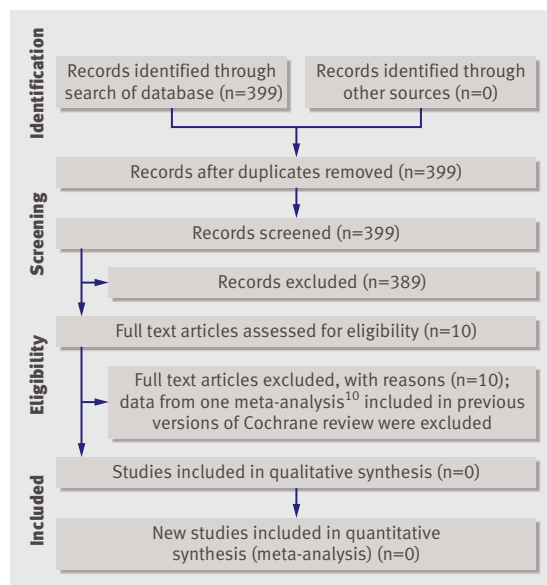 Identification
Records identified through
search of database (n=399)
Records identified through
other sources (n=0)
Records after duplicates removed (n=399)
Screening
Records screened (n=399)
Records excluded (n=389)
Eligibility
Full text articles assessed for eligibility (n=10)
Full text articles excluded, with reasons (n=10);
data from one meta-analysis¹⁰ included in previous
versions of Cochrane review were excluded
Included
Studies included in qualitative synthesis (n=0)
New studies included in quantitative
synthesis (meta-analysis) (n=0)